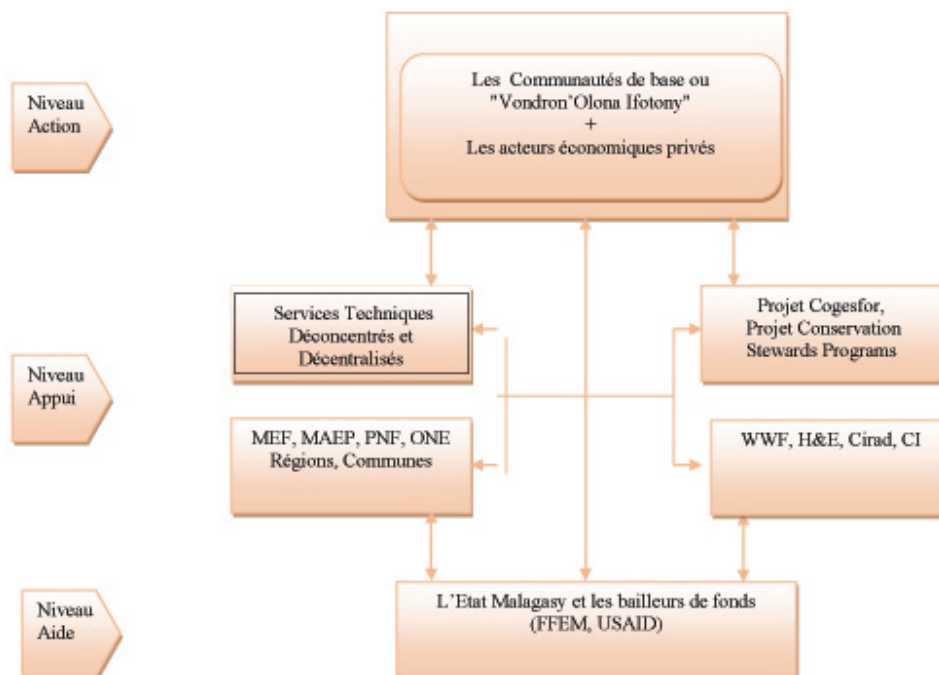 Niveau
Action
Les Communautés de base ou
"Vondron'Olona Ifotony"
+
Les acteurs économiques privés
Niveau
Appui
Services Techniques
Déconcentrés et
Décentralisés
Projet Cogesfor,
Projet Conservation
Stewards Programs
MEF, MAEP, PNF, ONE
Régions, Communes
WWF, H&E, Cirad, CI
Niveau
Aide
L'Etat Malagasy et les bailleurs de fonds
(FFEM, USAID)